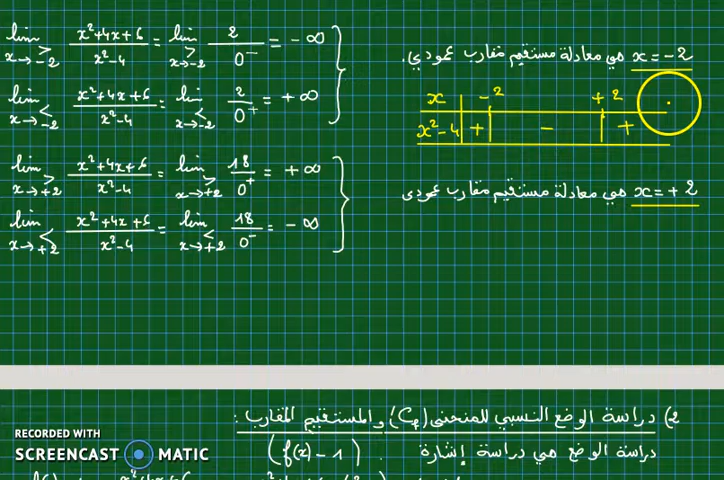 lim x→-2 > (x²+4x+6)/(x²-4) = lim x→-2 > 2/0⁻ = -∞
lim x→-2 < (x²+4x+6)/(x²-4) = lim x→-2 < 2/0⁺ = +∞
lim x→+2 > (x²+4x+6)/(x²-4) = lim x→+2 > 18/0⁺ = +∞
lim x→+2 < (x²+4x+6)/(x²-4) = lim x→+2 < 18/0⁻ = -∞
x = -2 هي معادلة مستقيم مقارب عمودي.
x -2 +2
x²-4 + - +
x = +2 هي معادلة مستقيم مقارب عمودى
2) دراسة الوضع النسبي للمنحنى (Cf) والمستقيم المقارب :
دراسة الوضع هي دراسة إشارة (f(x) - 1).
RECORDED WITH
SCREENCAST MATIC